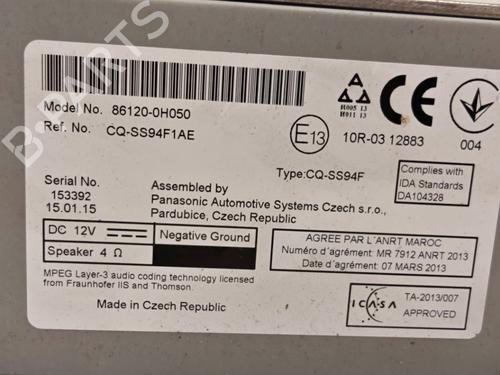 Model No. 86120-0H050
Ref. No. CQ-SS94F1AE
H005 13
H011 13
E13
10R-03 12883
004
Type:CQ-SS94F
Complies with
IDA Standards
DA104328
Serial No.
153392
15.01.15
Assembled by
Panasonic Automotive Systems Czech s.r.o.,
Pardubice, Czech Republic
DC 12V
Negative Ground
Speaker 4 Ω
AGREE PAR L'ANRT MAROC
Numéro d'agrément: MR 7912 ANRT 2013
Date d'agrément: 07 MARS 2013
MPEG Layer-3 audio coding technology licensed
from Fraunhofer IIS and Thomson.
Made in Czech Republic
ICASA
TA-2013/007
APPROVED
B-PARTS